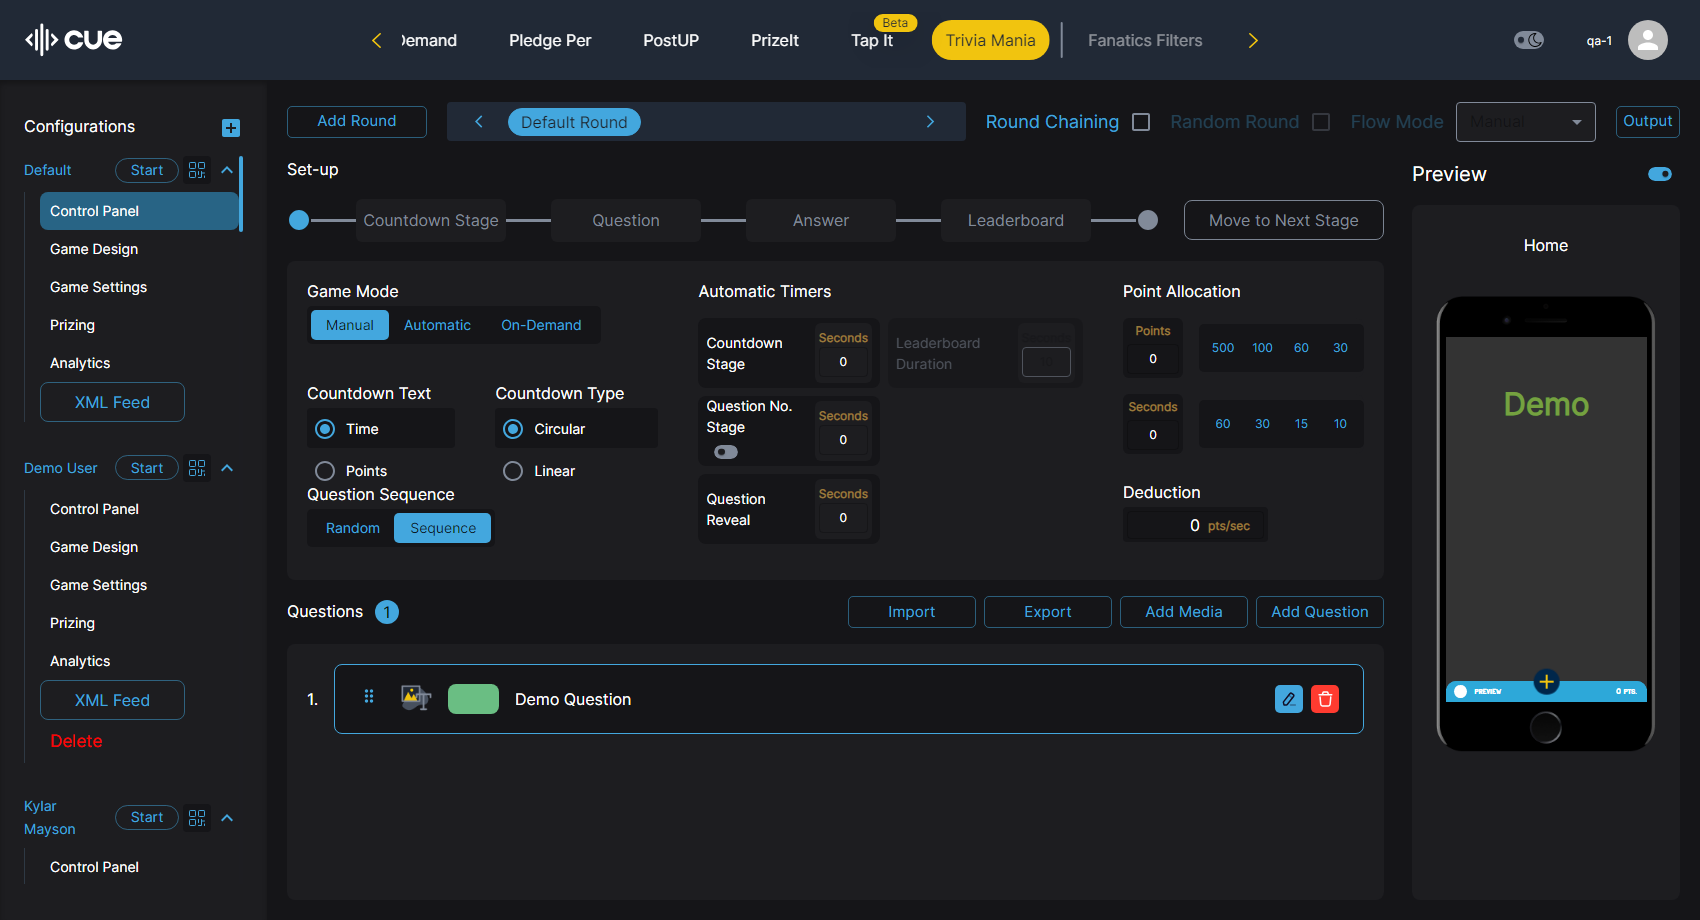 cue
Demand
Pledge Per
PostUP
PrizeIt
Tap It
Beta
Trivia Mania
Fanatics Filters
qa-1
Configurations
Default
Start
Control Panel
Game Design
Game Settings
Prizing
Analytics
XML Feed
Demo User
Start
Control Panel
Game Design
Game Settings
Prizing
Analytics
XML Feed
Delete
Kylar
Mayson
Start
Control Panel
Add Round
Default Round
Round Chaining
Random Round
Flow Mode
Manual
Output
Set-up
Countdown Stage
Question
Answer
Leaderboard
Move to Next Stage
Game Mode
Manual
Automatic
On-Demand
Countdown Text
Time
Points
Countdown Type
Circular
Linear
Question Sequence
Random
Sequence
Automatic Timers
Countdown
Stage
Seconds
0
Leaderboard
Duration
Question No.
Stage
Seconds
0
Question
Reveal
Seconds
0
Point Allocation
Points
0
500
100
60
30
Seconds
0
60
30
15
10
Deduction
0 pts/sec
Questions 1
Import
Export
Add Media
Add Question
1.
Demo Question
Preview
Home
Demo
PREVIEW
0 PTS.